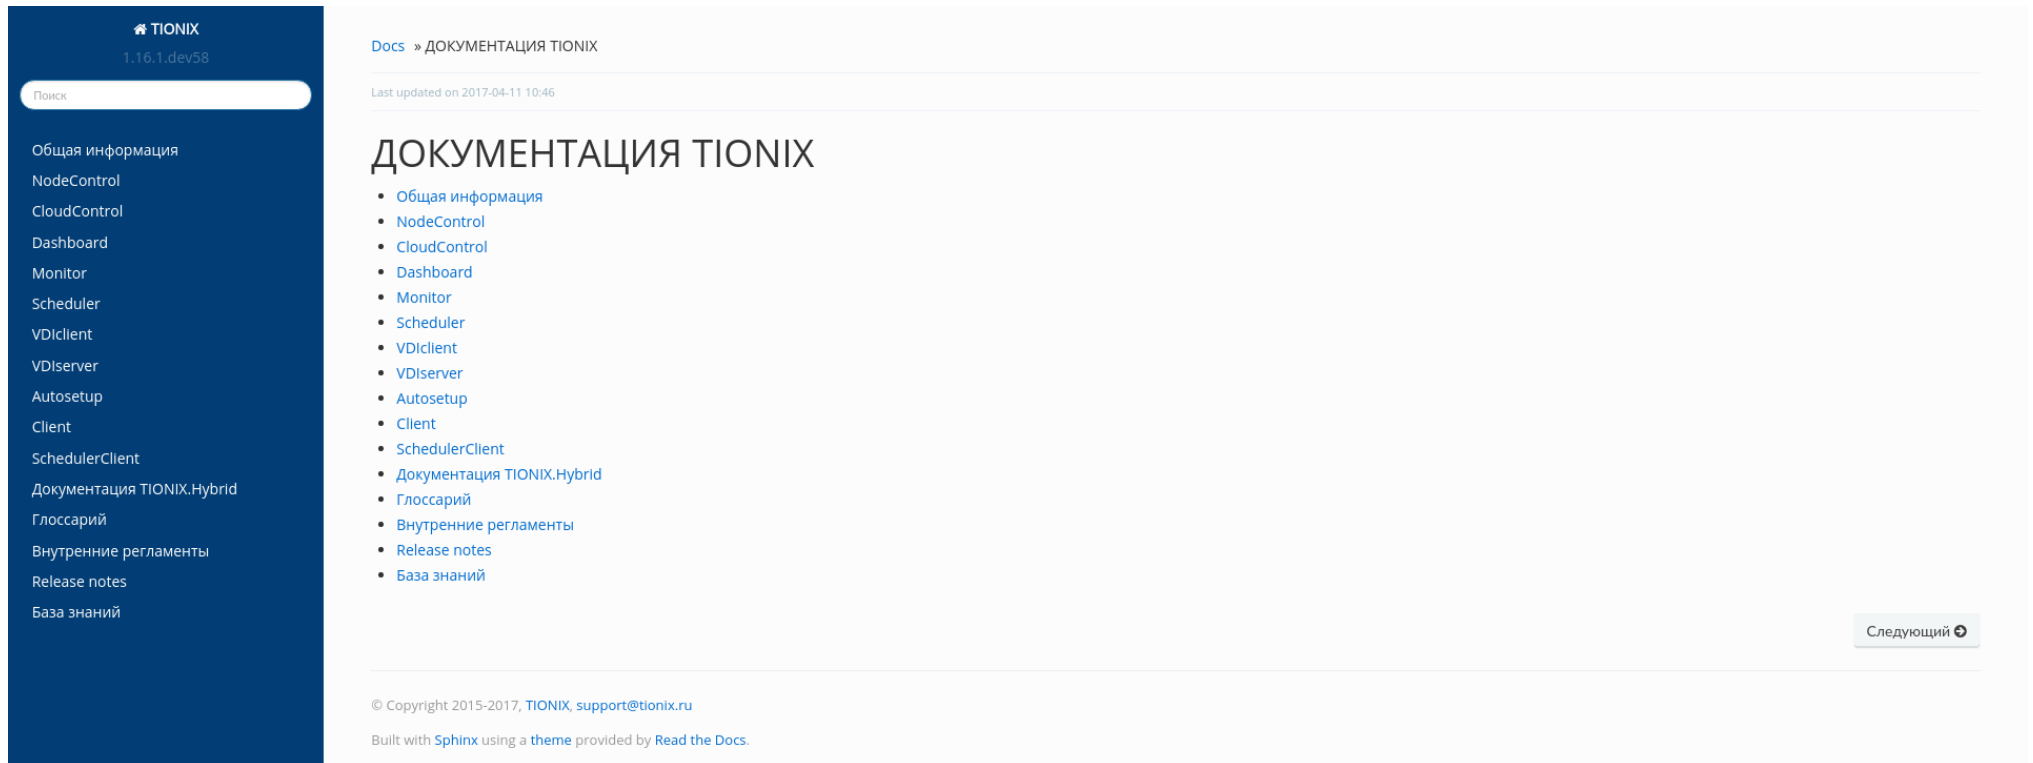 TIONIX
1.16.1.dev58
Поиск
Общая информация
NodeControl
CloudControl
Dashboard
Monitor
Scheduler
VDIclient
VDIserver
Autosetup
Client
SchedulerClient
Документация TIONIX.Hybrid
Глоссарий
Внутренние регламенты
Release notes
База знаний
Docs » ДОКУМЕНТАЦИЯ TIONIX
Last updated on 2017-04-11 10:46
ДОКУМЕНТАЦИЯ TIONIX
Общая информация
NodeControl
CloudControl
Dashboard
Monitor
Scheduler
VDIclient
VDIserver
Autosetup
Client
SchedulerClient
Документация TIONIX.Hybrid
Глоссарий
Внутренние регламенты
Release notes
База знаний
Следующий
© Copyright 2015-2017, TIONIX, support@tionix.ru
Built with Sphinx using a theme provided by Read the Docs.